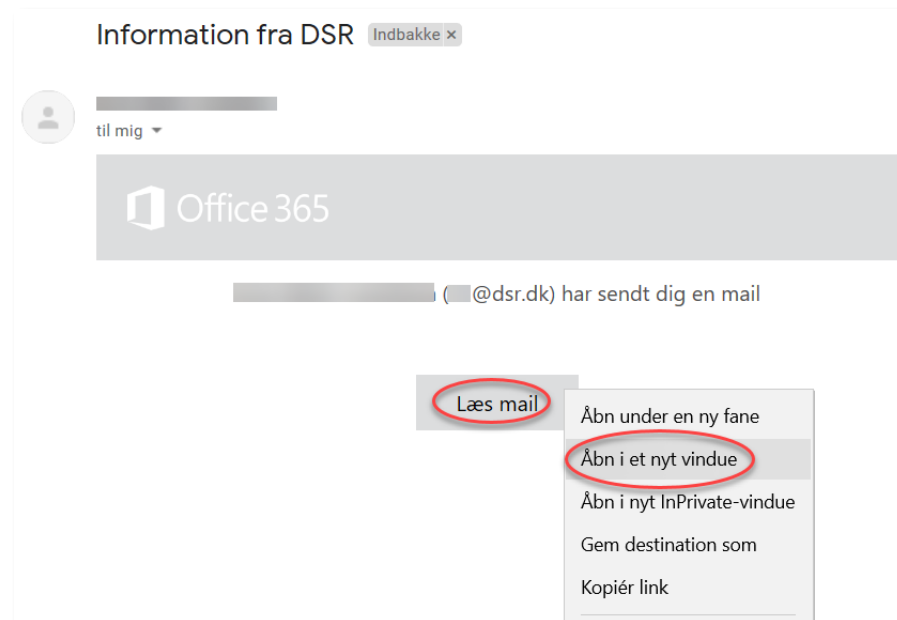 Information fra DSR Indbakke ×
til mig
Office 365
( @dsr.dk) har sendt dig en mail
Læs mail
Åbn under en ny fane
Åbn i et nyt vindue
Åbn i nyt InPrivate-vindue
Gem destination som
Kopiér link